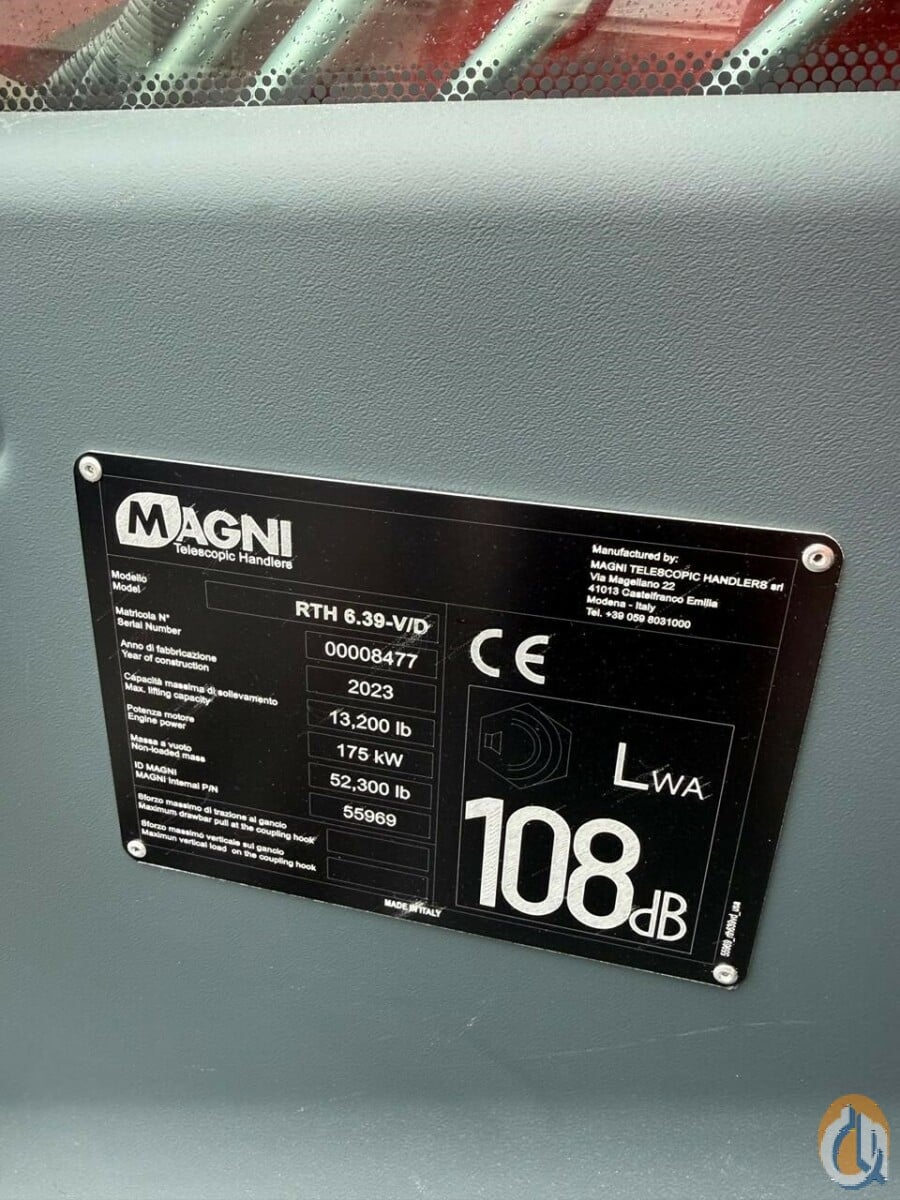 MAGNI
Telescopic Handlers
Manufactured by:
MAGNI TELESCOPIC HANDLERS srl
Via Magellano 22
41013 Castelfranco Emilia
Modena - Italy
Tel. +39 059 8031000
Modello
Model
RTH 6.39-V/D
Matricola N°
Serial Number
00008477
Anno di fabbricazione
Year of construction
2023
Capacità massima di sollevamento
Max. lifting capacity
13,200 lb
Potenza motore
Engine power
175 kW
Massa a vuoto
Non-loaded mass
52,300 lb
ID MAGNI
MAGNI Internal P/N
55969
Sforzo massimo di trazione al gancio
Maximum drawbar pull at the coupling hook
Sforzo massimo verticale sul gancio
Maximun vertical load on the coupling hook
MADE IN ITALY
CE
LWA
108dB